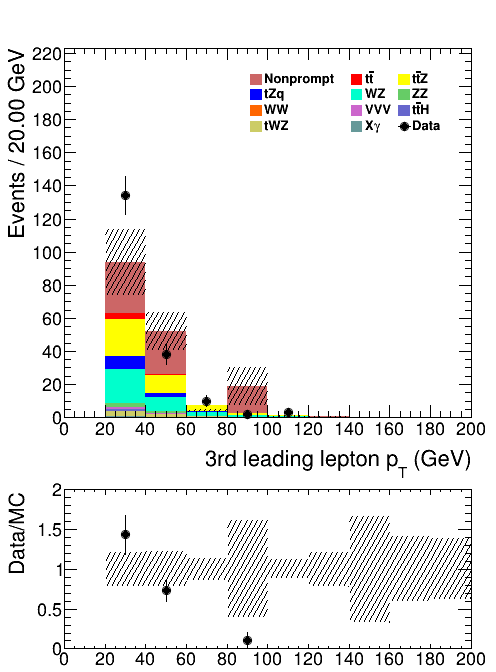 Events / 20.00 GeV
220
200
180
160
140
120
100
80
60
40
20
0
Nonprompt tt̄ tt̄Z
tZq WZ ZZ
WW VVV tt̄H
tWZ Xγ Data
0 20 40 60 80 100 120 140 160 180 200
3rd leading lepton p_T (GeV)
Data/MC
2
1.5
1
0.5
0
0 20 40 60 80 100 120 140 160 180 200